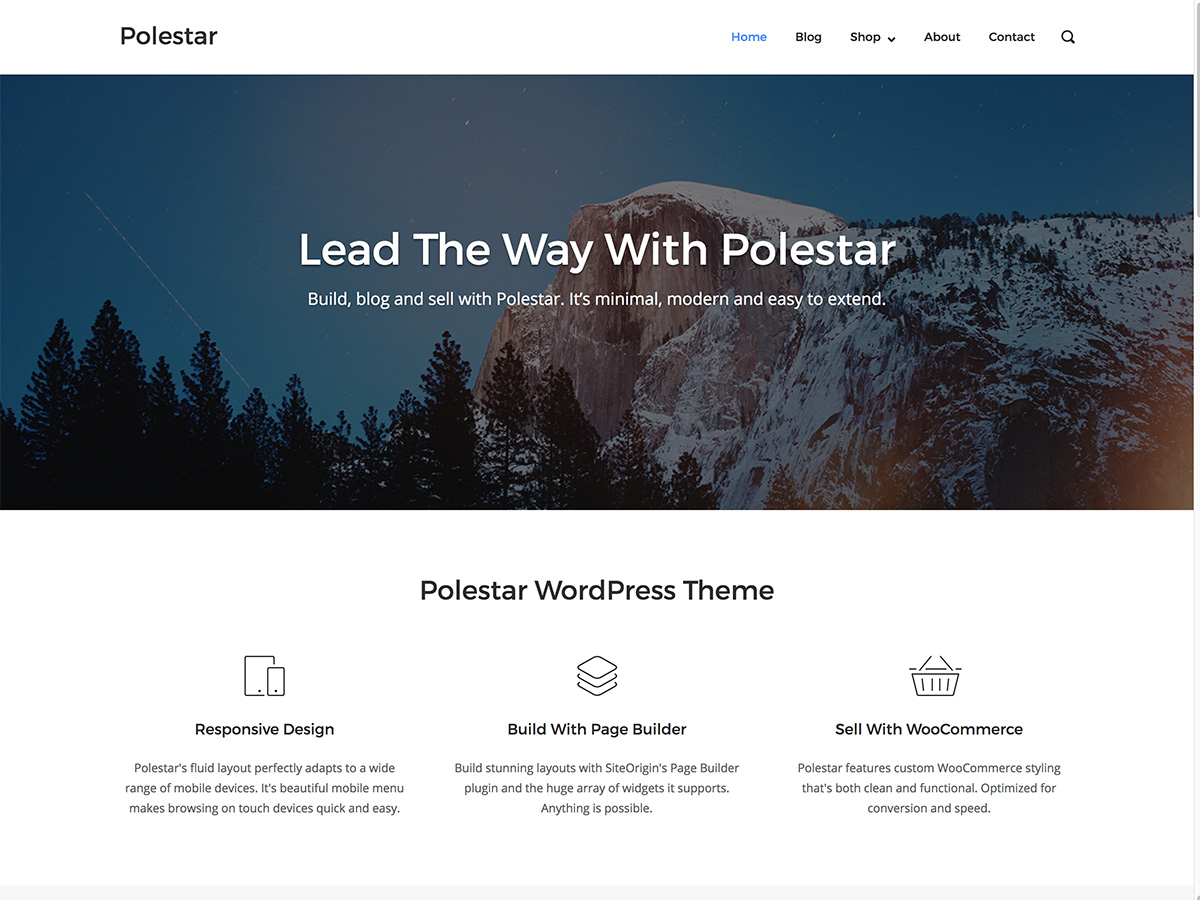 Polestar
Home Blog Shop About Contact
Lead The Way With Polestar
Build, blog and sell with Polestar. It’s minimal, modern and easy to extend.
Polestar WordPress Theme
Responsive Design
Polestar's fluid layout perfectly adapts to a wide
range of mobile devices. It's beautiful mobile menu
makes browsing on touch devices quick and easy.
Build With Page Builder
Build stunning layouts with SiteOrigin's Page Builder
plugin and the huge array of widgets it supports.
Anything is possible.
Sell With WooCommerce
Polestar features custom WooCommerce styling
that's both clean and functional. Optimized for
conversion and speed.